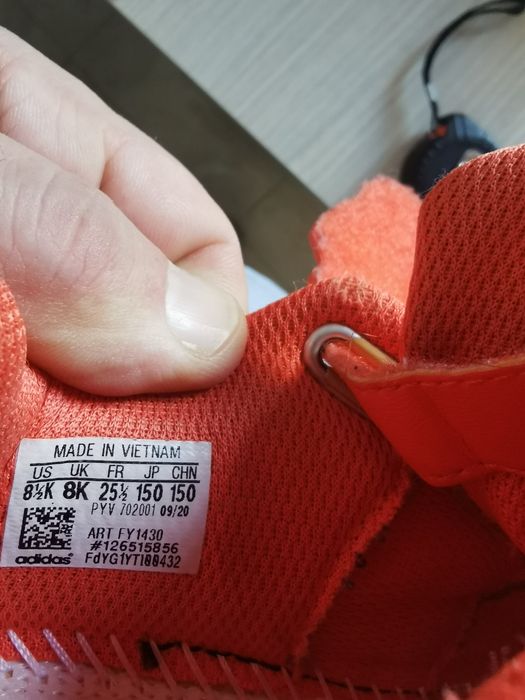 MADE IN VIETNAM
US UK FR JP CHN
8½K 8K 25½ 150 150
PYV 702001 09/20
ART FY1430
#126515856
adidas FdYG1YTI00432